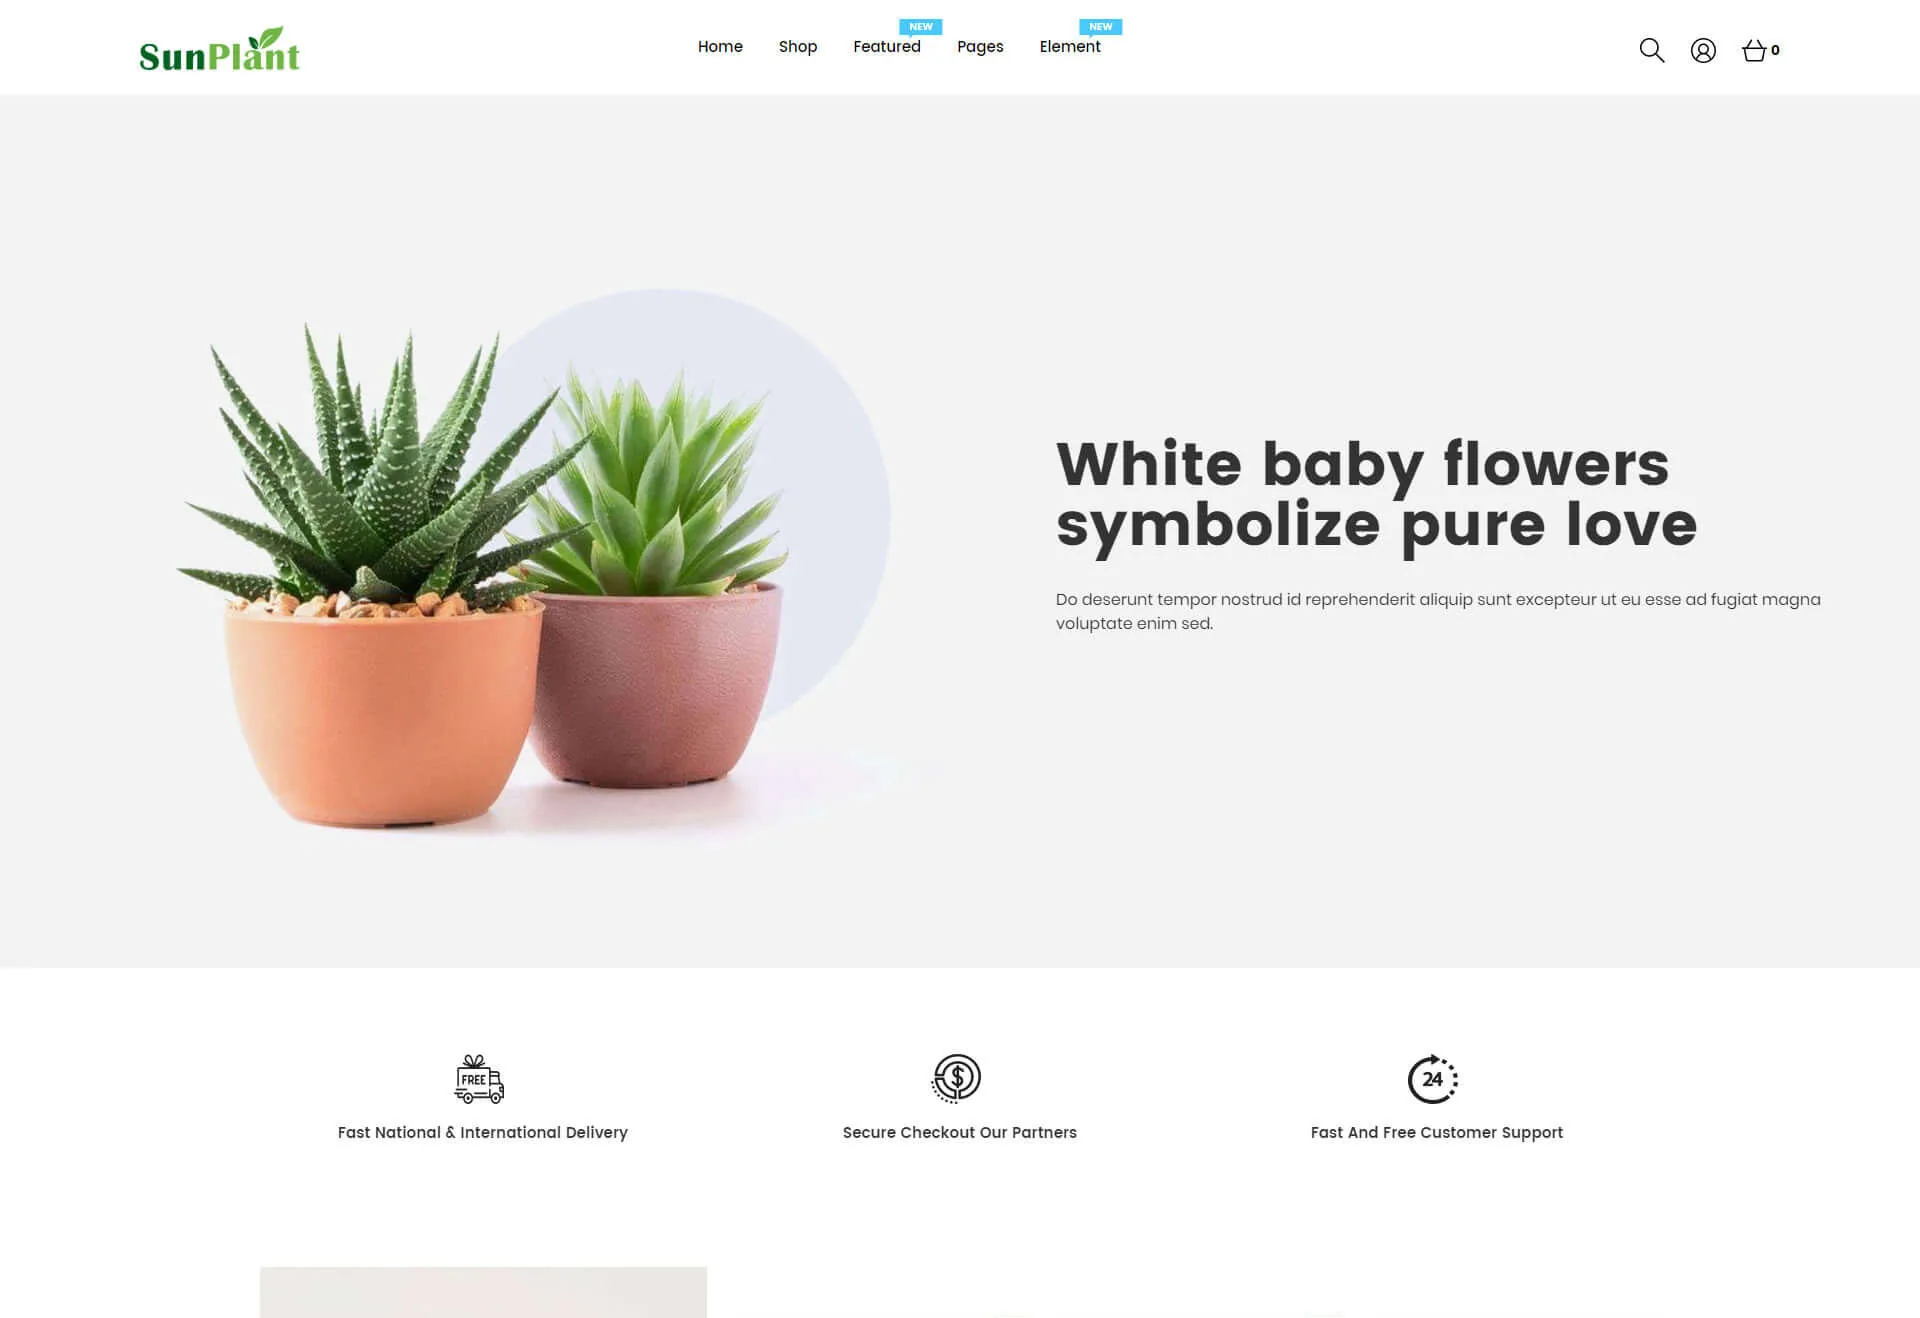 SunPlant
Home
Shop
NEW
Featured
Pages
NEW
Element
0
White baby flowers
symbolize pure love
Do deserunt tempor nostrud id reprehenderit aliquip sunt excepteur ut eu esse ad fugiat magna
voluptate enim sed.
FREE
Fast National & International Delivery
$
Secure Checkout Our Partners
24
Fast And Free Customer Support